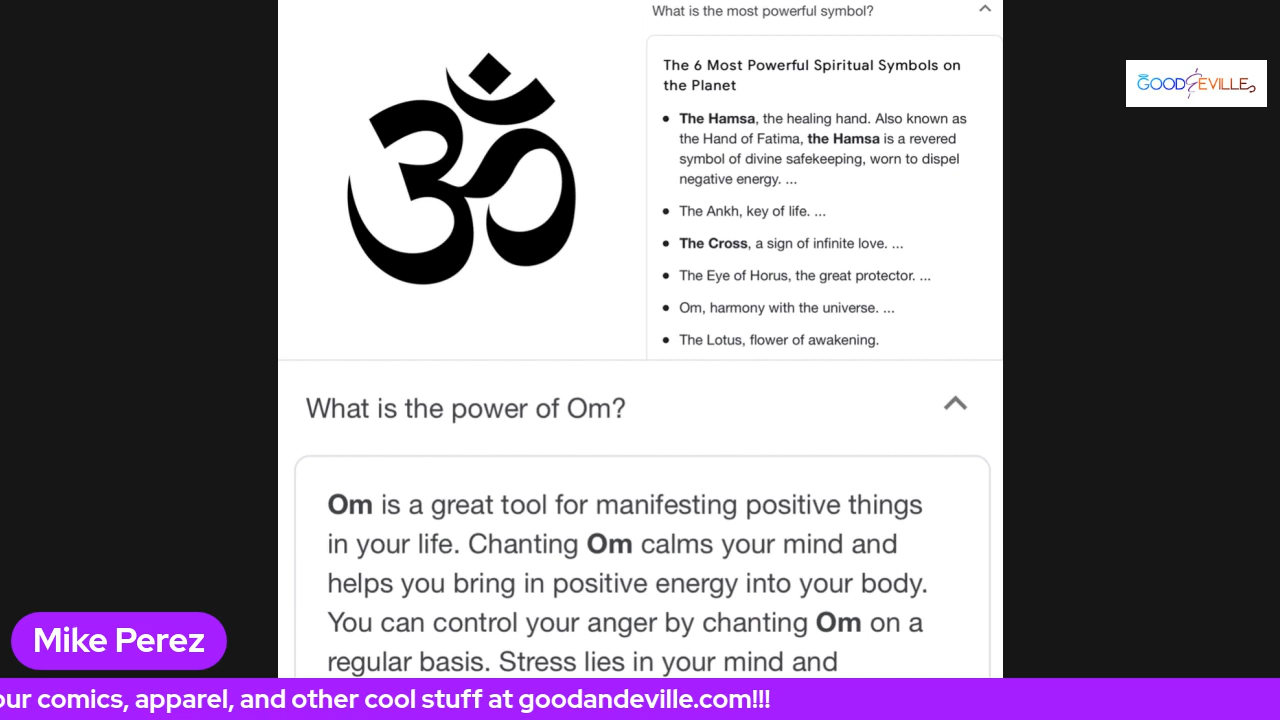 ॐ
What is the most powerful symbol?
The 6 Most Powerful Spiritual Symbols on
the Planet
The Hamsa, the healing hand. Also known as
the Hand of Fatima, the Hamsa is a revered
symbol of divine safekeeping, worn to dispel
negative energy. ...
The Ankh, key of life. ...
The Cross, a sign of infinite love. ...
The Eye of Horus, the great protector. ...
Om, harmony with the universe. ...
The Lotus, flower of awakening.
GOOD EVILLE
What is the power of Om?
Om is a great tool for manifesting positive things
in your life. Chanting Om calms your mind and
helps you bring in positive energy into your body.
You can control your anger by chanting Om on a
regular basis. Stress lies in your mind and
Mike Perez
our comics, apparel, and other cool stuff at goodandeville.com!!!